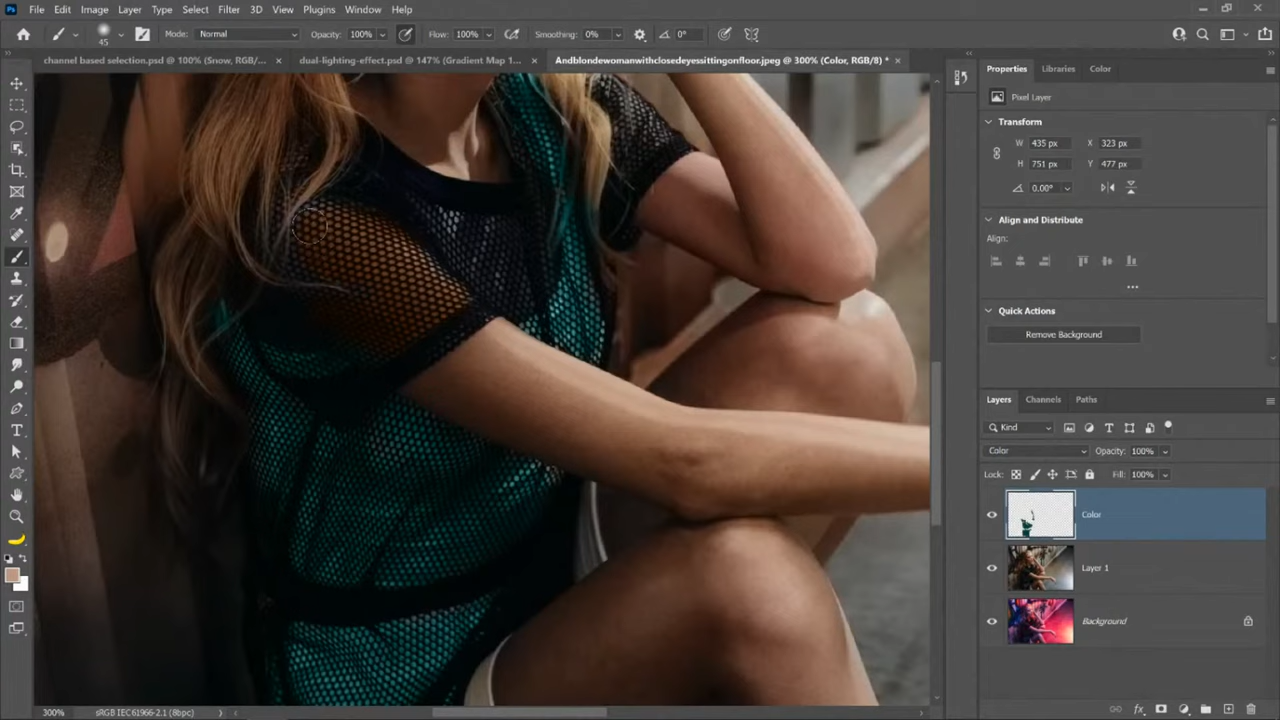 Ps File Edit Image Layer Type Select Filter 3D View Plugins Window Help
45 Mode: Normal Opacity: 100% Flow: 100% Smoothing: 0% 0°
channel based selection.psd @ 100% (Snow, RGB/... × dual-lighting-effect.psd @ 147% (Gradient Map 1... × Andblondewomanwithclosedeyessittingonfloor.jpeg @ 300% (Color, RGB/8) * ×
Properties Libraries Color
Pixel Layer
Transform
W 435 px X 323 px
H 751 px Y 477 px
0.00°
Align and Distribute
Align:
Quick Actions
Remove Background
Layers Channels Paths
Kind
Color Opacity: 100%
Lock: Fill: 100%
Color
Layer 1
Background
300% sRGB IEC61966-2.1 (8bpc)